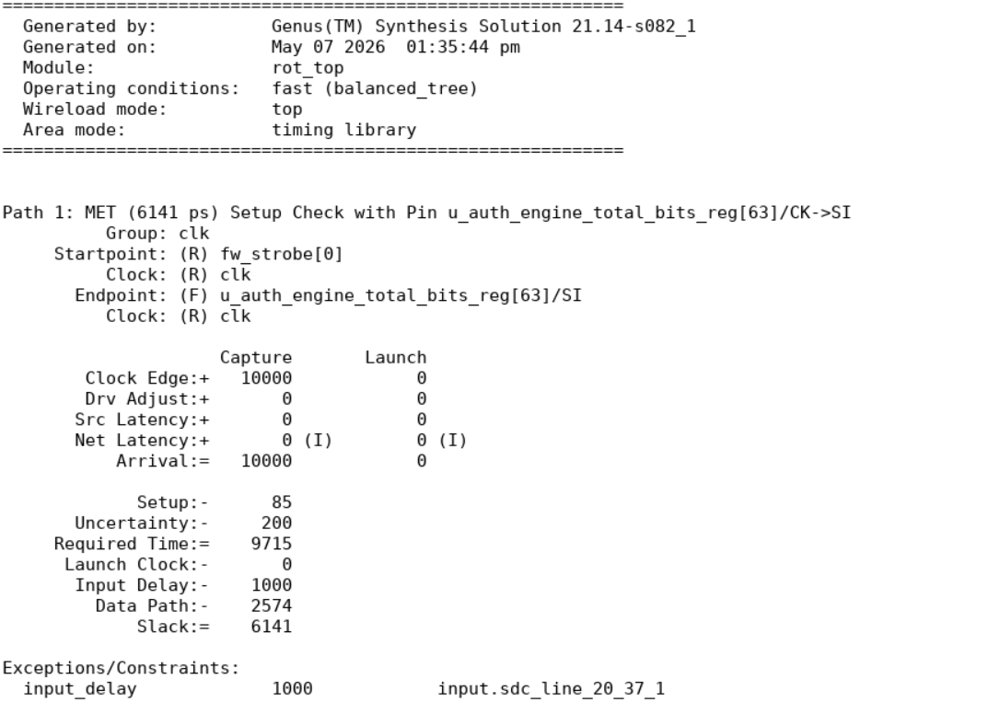 ============================================================
  Generated by:           Genus(TM) Synthesis Solution 21.14-s082_1
  Generated on:           May 07 2026  01:35:44 pm
  Module:                 rot_top
  Operating conditions:   fast (balanced_tree)
  Wireload mode:          top
  Area mode:              timing library
============================================================
Path 1: MET (6141 ps) Setup Check with Pin u_auth_engine_total_bits_reg[63]/CK->SI
          Group: clk
     Startpoint: (R) fw_strobe[0]
          Clock: (R) clk
       Endpoint: (F) u_auth_engine_total_bits_reg[63]/SI
          Clock: (R) clk
                     Capture       Launch
        Clock Edge:+   10000            0
        Drv Adjust:+       0            0
       Src Latency:+       0            0
       Net Latency:+       0 (I)        0 (I)
           Arrival:=   10000            0
             Setup:-      85
       Uncertainty:-     200
     Required Time:=    9715
      Launch Clock:-       0
       Input Delay:-    1000
         Data Path:-    2574
             Slack:=    6141
Exceptions/Constraints:
  input_delay             1000            input.sdc_line_20_37_1